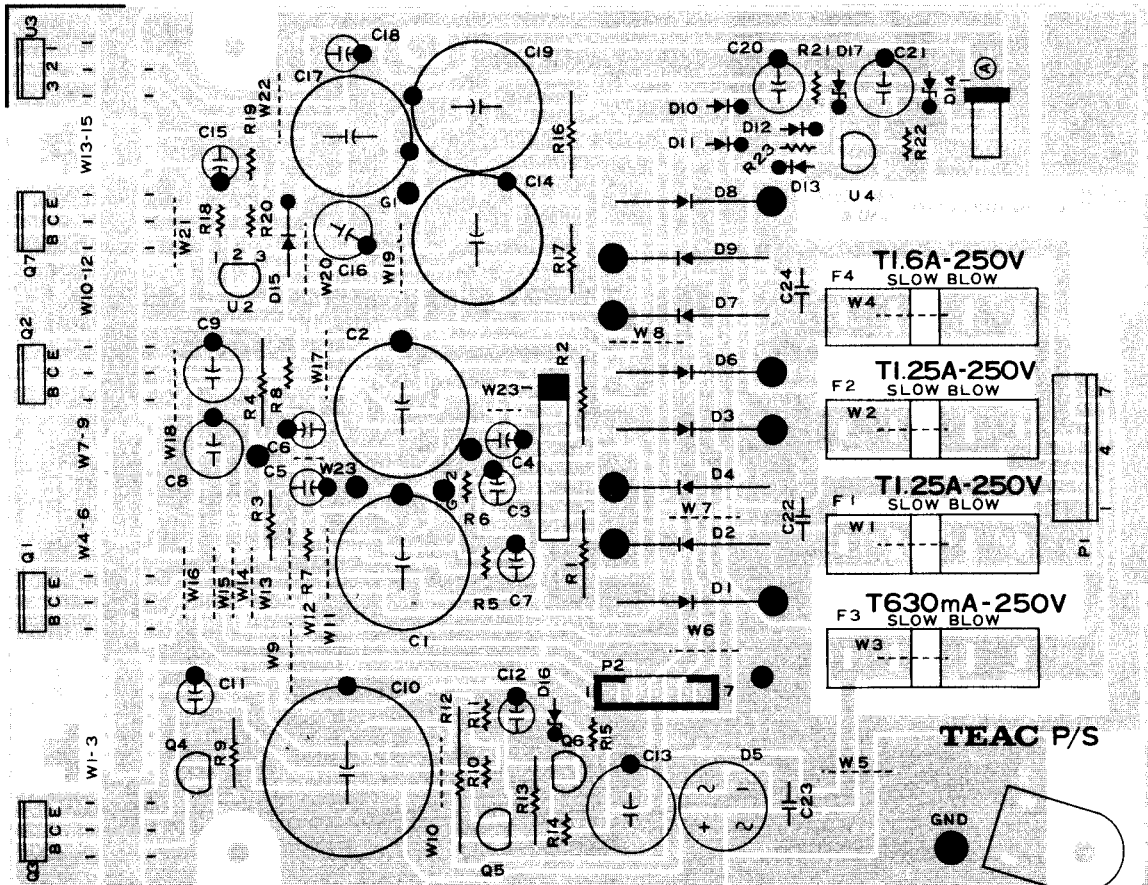 U3
3 2 1
W13-15
C15
R19
W22
C17
C18
C19
R16
C20
R21
D17
C21
D14
A
D10
D11
D12
R23
D13
R22
U4
Q7
B C E
W10-12
W21
R18
R20
1 2 3
U2
D15
W20
C16
G1
W19
C14
R17
D8
D9
D7
W8
C24
F4
T1.6A-250V
SLOW BLOW
W4
Q2
B C E
W7-9
C9
W18
R4
R8
W17
C2
R2
W23
D6
D3
F2
T1.25A-250V
SLOW BLOW
W2
7
4
1
P1
C8
C6
C5
W23
C4
C3
R6
D4
W7
D2
C22
F1
T1.25A-250V
SLOW BLOW
W1
Q1
B C E
W4-6
R3
W16
W15
W14
W13
R7
W12
W11
C1
R5
C7
R1
D1
W6
F3
T630mA-250V
SLOW BLOW
W3
W9
C11
C10
R12
R11
C12
D16
P2
1
7
W1-3
Q4
R9
W10
R10
R13
Q6
R15
C13
D5
W5
TEAC P/S
Q3
B C E
Q5
R14
~ -
+ ~
C23
GND